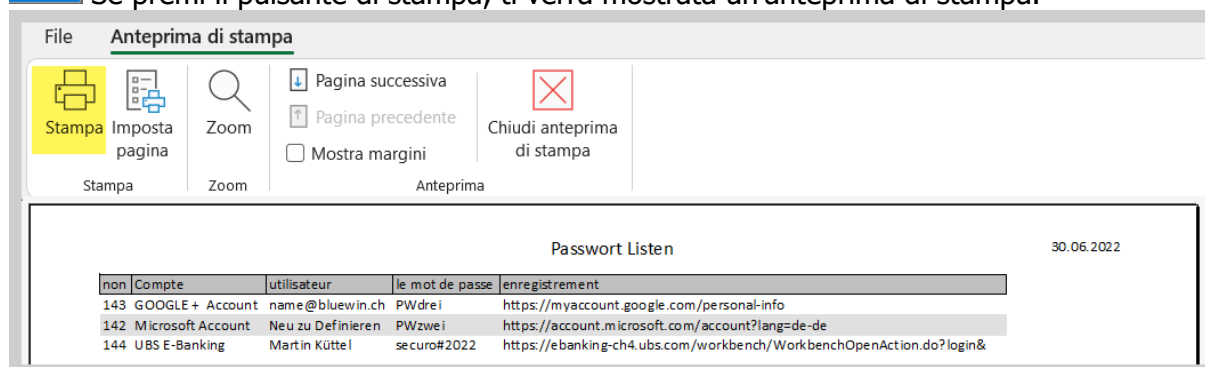 Se premi il pulsante di stampa, ti verrà mostrata un'anteprima di stampa.
File Anteprima di stampa
Stampa
Imposta pagina
Zoom
Pagina successiva
Pagina precedente
Mostra margini
Chiudi anteprima di stampa
Stampa Zoom Anteprima
Passwort Listen 30.06.2022
non Compte utilisateur le mot de passe enregistrement
143 GOOGLE+ Account name@bluewin.ch PWdrei https://myaccount.google.com/personal-info
142 Microsoft Account Neu zu Definieren PWzwei https://account.microsoft.com/account?lang=de-de
144 UBS E-Banking Martin Küttel securo#2022 https://ebanking-ch4.ubs.com/workbench/WorkbenchOpenAction.do?login&